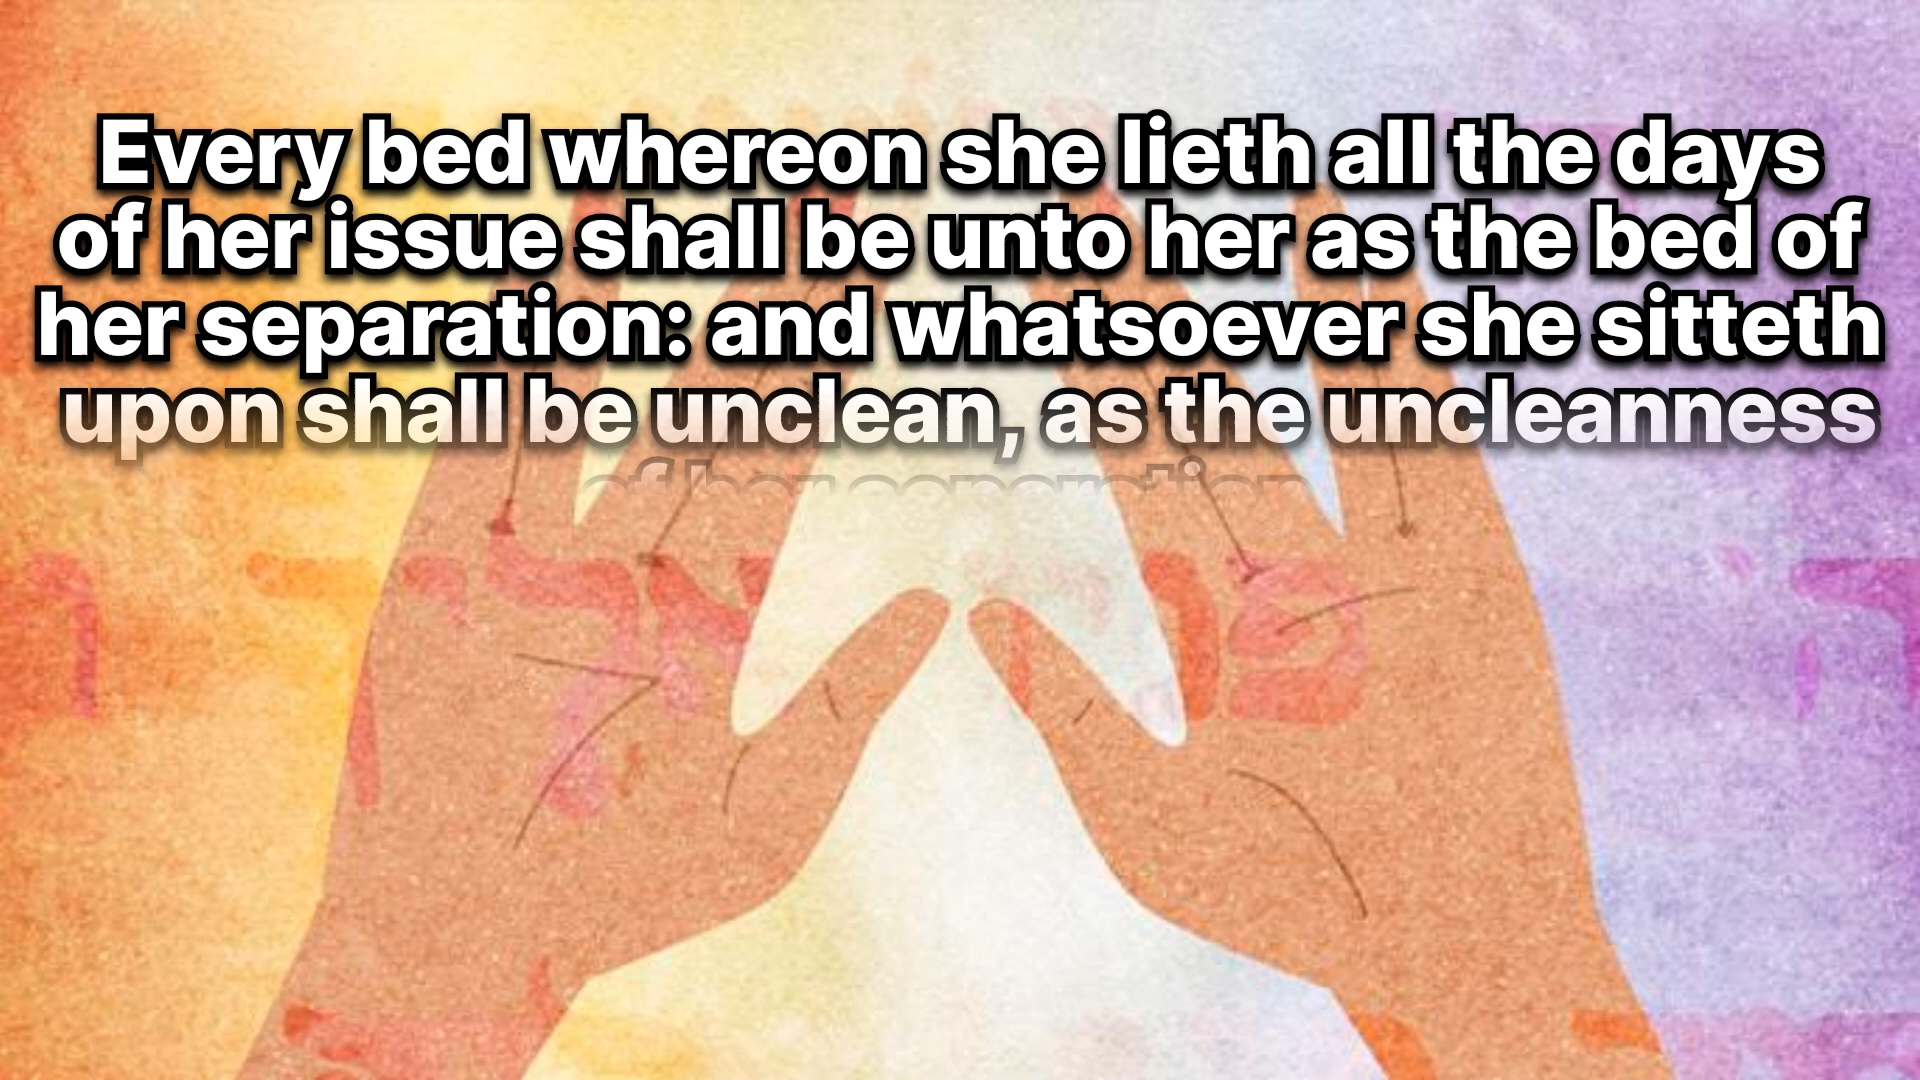 Every bed whereon she lieth all the days
of her issue shall be unto her as the bed of
her separation: and whatsoever she sitteth
upon shall be unclean, as the uncleanness
of her separation